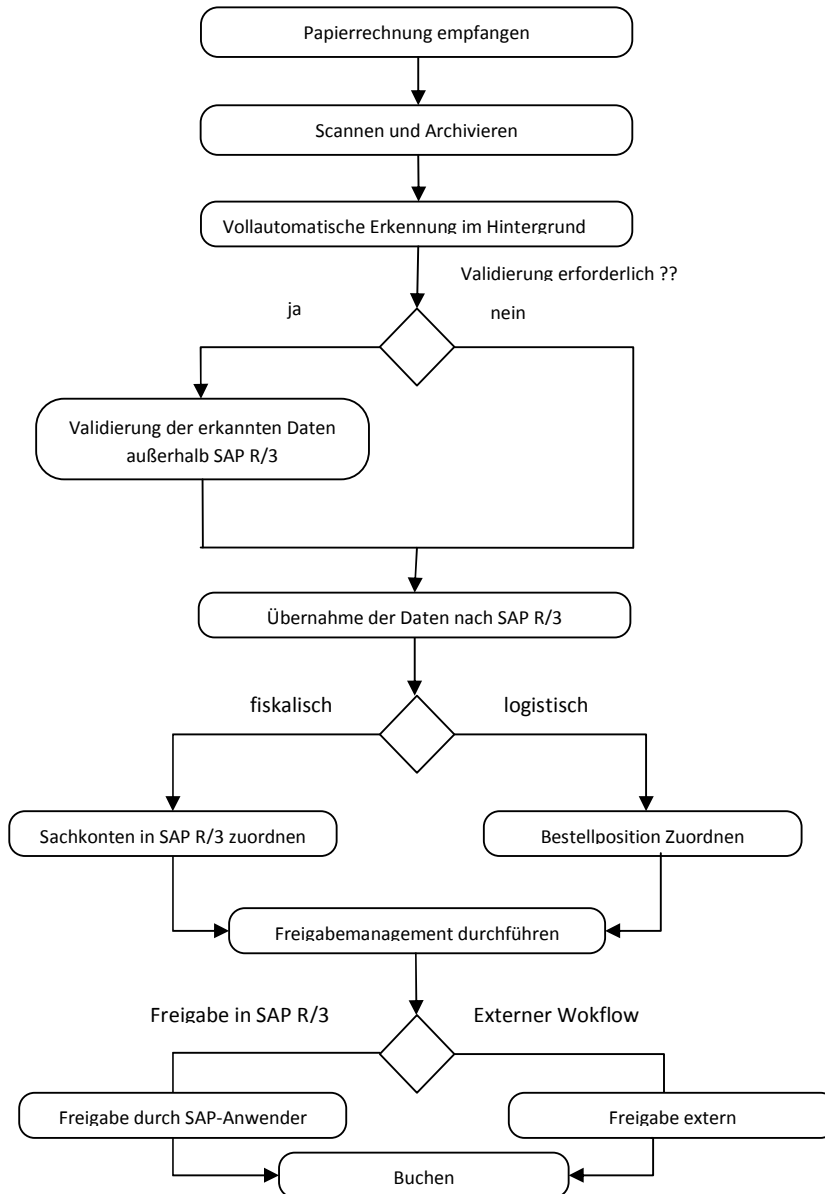 Papierrechnung empfangen
Scannen und Archivieren
Vollautomatische Erkennung im Hintergrund
Validierung erforderlich ??
ja
nein
Validierung der erkannten Daten
außerhalb SAP R/3
Übernahme der Daten nach SAP R/3
fiskalisch
logistisch
Sachkonten in SAP R/3 zuordnen
Bestellposition Zuordnen
Freigabemanagement durchführen
Freigabe in SAP R/3
Externer Wokflow
Freigabe durch SAP-Anwender
Freigabe extern
Buchen